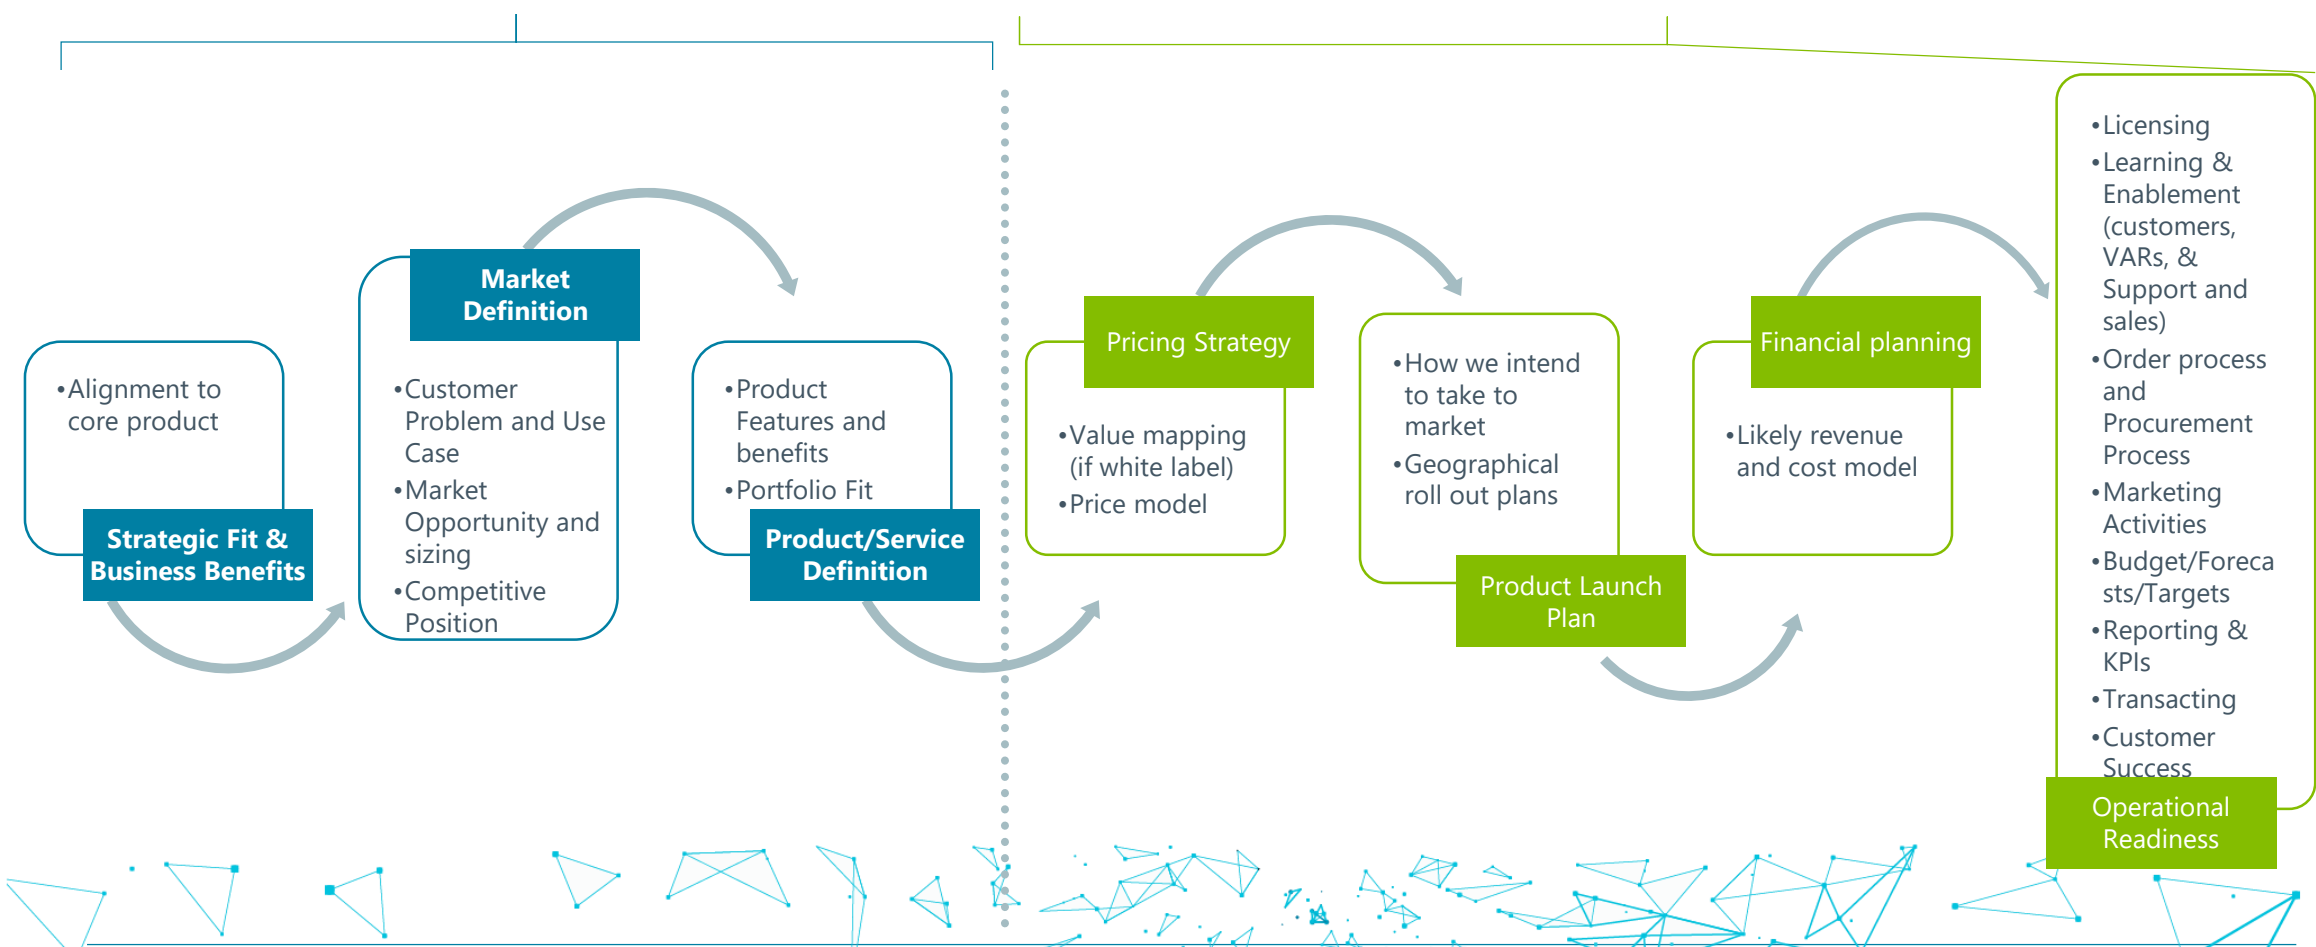 •Alignment to
core product
Strategic Fit &
Business Benefits
Market
Definition
•Customer
Problem and Use
Case
•Market
Opportunity and
sizing
•Competitive
Position
•Product
Features and
benefits
•Portfolio Fit
Product/Service
Definition
Pricing Strategy
•Value mapping
(if white label)
•Price model
•How we intend
to take to
market
•Geographical
roll out plans
Product Launch
Plan
Financial planning
•Likely revenue
and cost model
•Licensing
•Learning &
Enablement
(customers,
VARs, &
Support and
sales)
•Order process
and
Procurement
Process
•Marketing
Activities
•Budget/Foreca
sts/Targets
•Reporting &
KPIs
•Transacting
•Customer
Success
Operational
Readiness